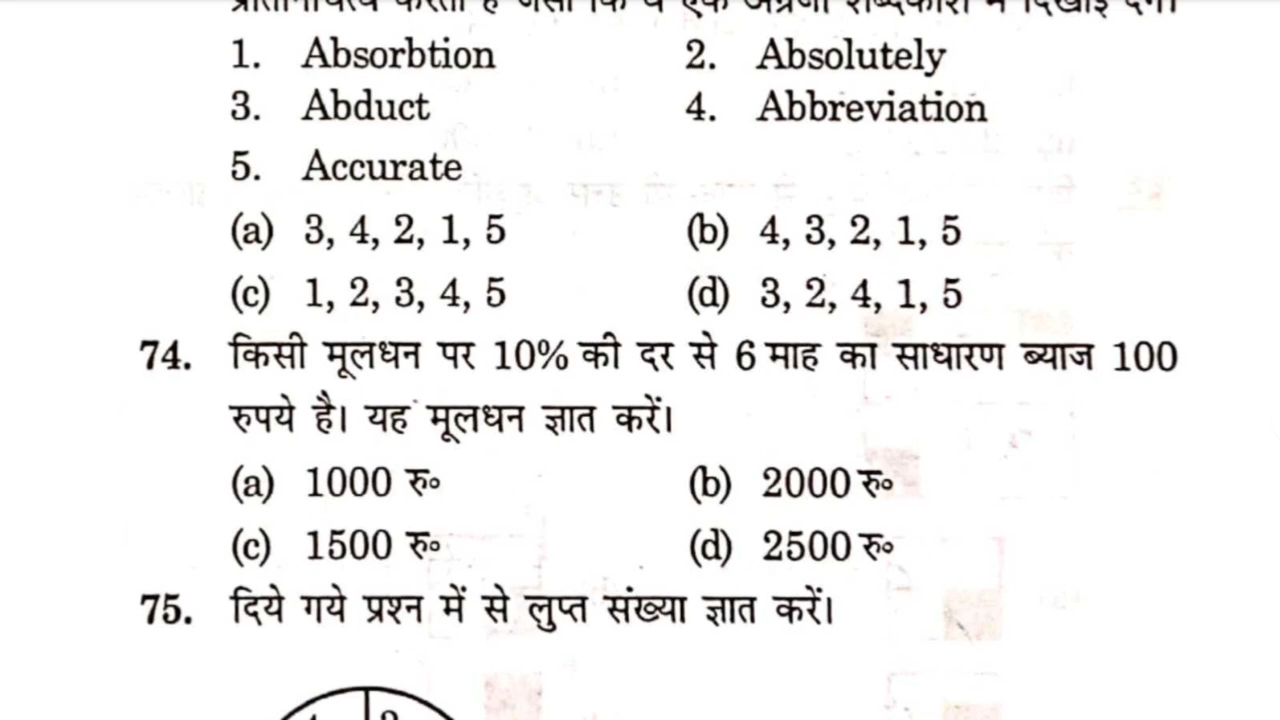 1. Absorbtion 2. Absolutely
3. Abduct 4. Abbreviation
5. Accurate
(a) 3, 4, 2, 1, 5 (b) 4, 3, 2, 1, 5
(c) 1, 2, 3, 4, 5 (d) 3, 2, 4, 1, 5
74. किसी मूलधन पर 10% की दर से 6 माह का साधारण ब्याज 100
रुपये है। यह मूलधन ज्ञात करें।
(a) 1000 रु० (b) 2000 रु०
(c) 1500 रु० (d) 2500 रु०
75. दिये गये प्रश्न में से लुप्त संख्या ज्ञात करें।